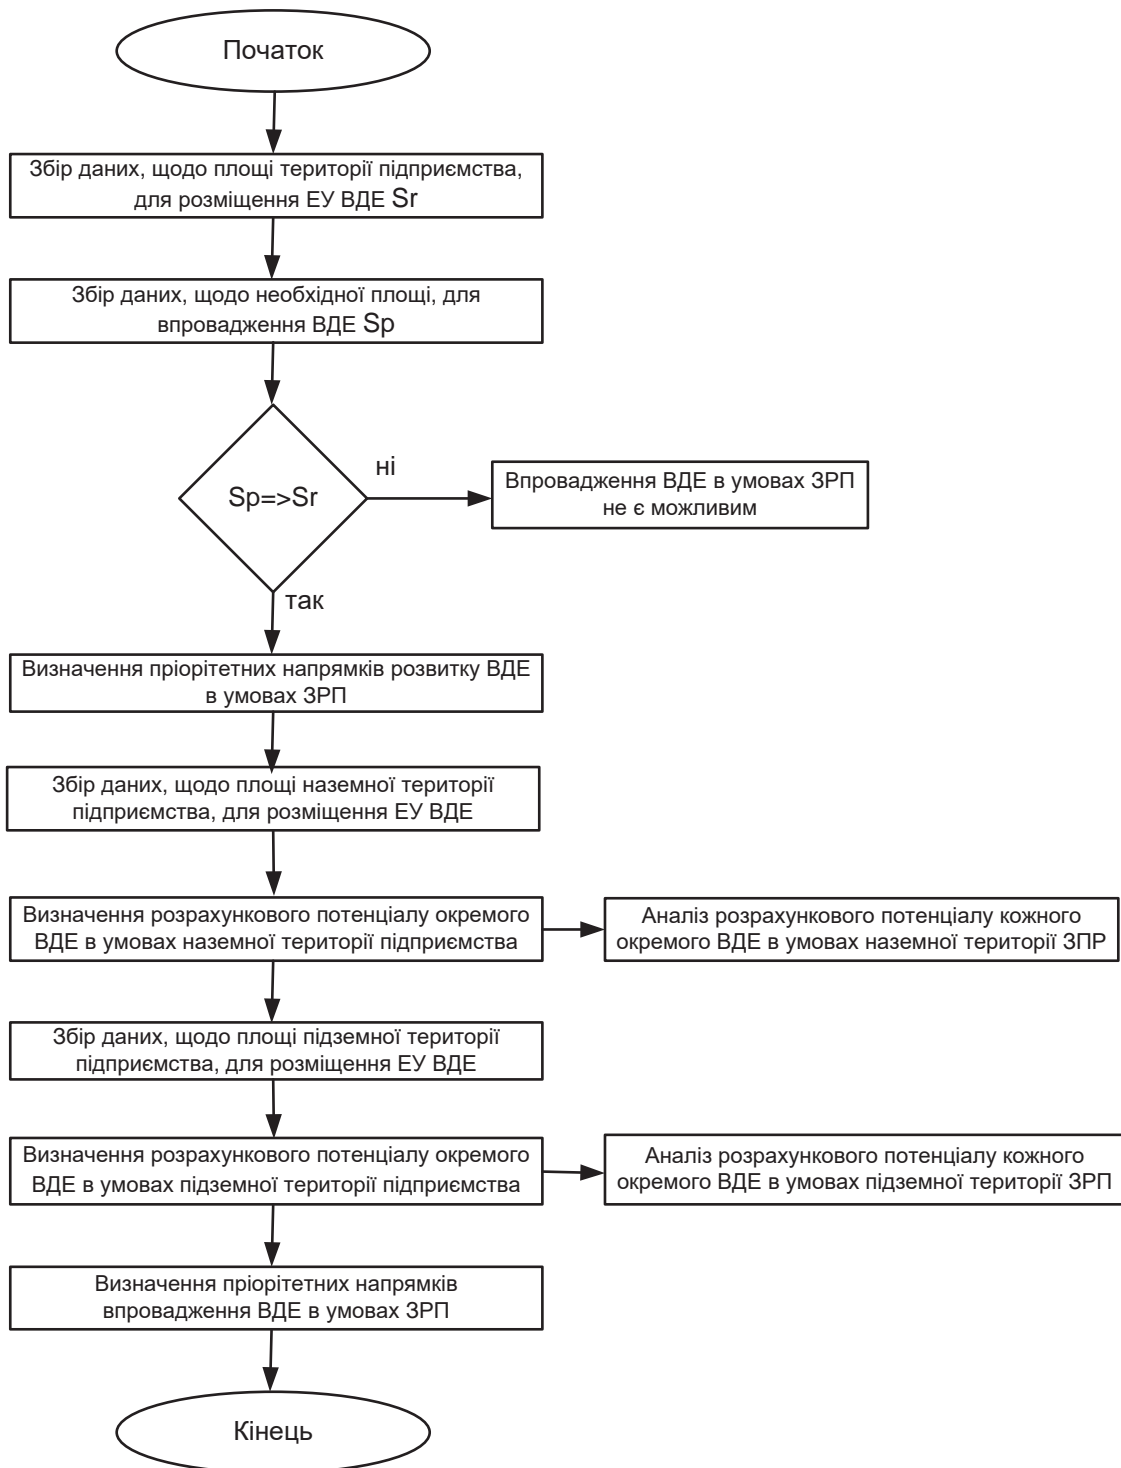 Початок
Збір даних, щодо площі території підприємства,
для розміщення ЕУ ВДЕ Sr
Збір даних, щодо необхідної площі, для
впровадження ВДЕ Sp
Sp=>Sr
ні
Впровадження ВДЕ в умовах ЗРП
не є можливим
так
Визначення пріорітетних напрямків розвитку ВДЕ
в умовах ЗРП
Збір даних, щодо площі наземної території
підприємства, для розміщення ЕУ ВДЕ
Визначення розрахункового потенціалу окремого
ВДЕ в умовах наземної території підприємства
Аналіз розрахункового потенціалу кожного
окремого ВДЕ в умовах наземної території ЗПР
Збір даних, щодо площі підземної території
підприємства, для розміщення ЕУ ВДЕ
Визначення розрахункового потенціалу окремого
ВДЕ в умовах підземної території підприємства
Аналіз розрахункового потенціалу кожного
окремого ВДЕ в умовах підземної території ЗРП
Визначення пріорітетних напрямків
впровадження ВДЕ в умовах ЗРП
Кінець